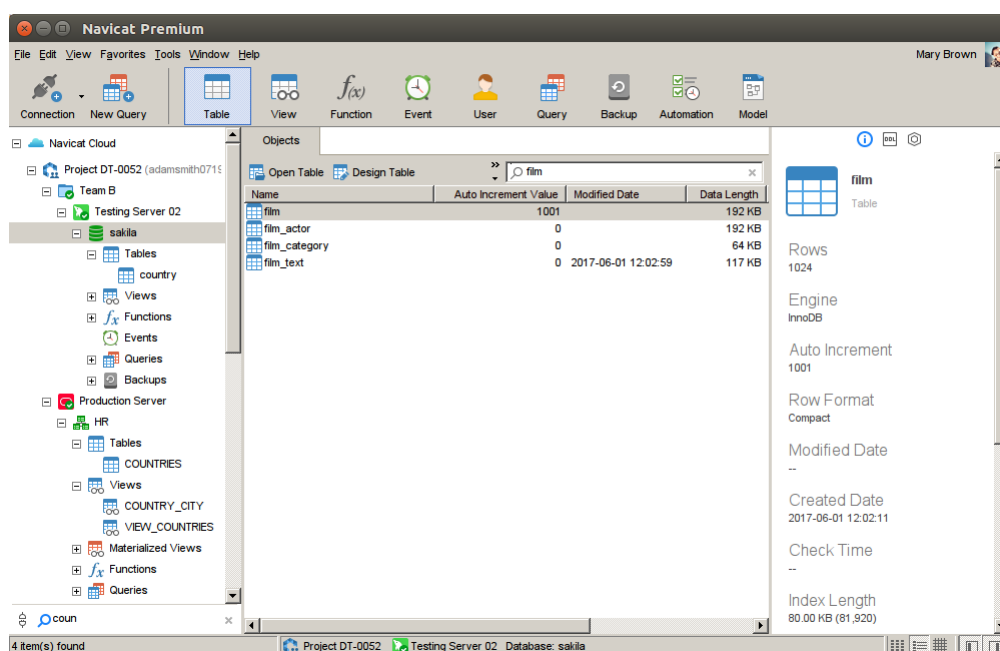 Navicat Premium
File Edit View Favorites Tools Window Help
Mary Brown
Connection New Query Table View Function Event User Query Backup Automation Model
Navicat Cloud
Project DT-0052 (adamsmith0719
Team B
Testing Server 02
sakila
Tables
country
Views
Functions
Events
Queries
Backups
Production Server
HR
Tables
COUNTRIES
Views
COUNTRY_CITY
VIEW_COUNTRIES
Materialized Views
Functions
Queries
coun
Objects
Open Table Design Table » film
Name Auto Increment Value Modified Date Data Length
film 1001 192 KB
film_actor 0 192 KB
film_category 0 64 KB
film_text 0 2017-06-01 12:02:59 117 KB
DDL
film
Table
Rows
1024
Engine
InnoDB
Auto Increment
1001
Row Format
Compact
Modified Date
--
Created Date
2017-06-01 12:02:11
Check Time
--
Index Length
80.00 KB (81,920)
4 item(s) found Project DT-0052 Testing Server 02 Database: sakila